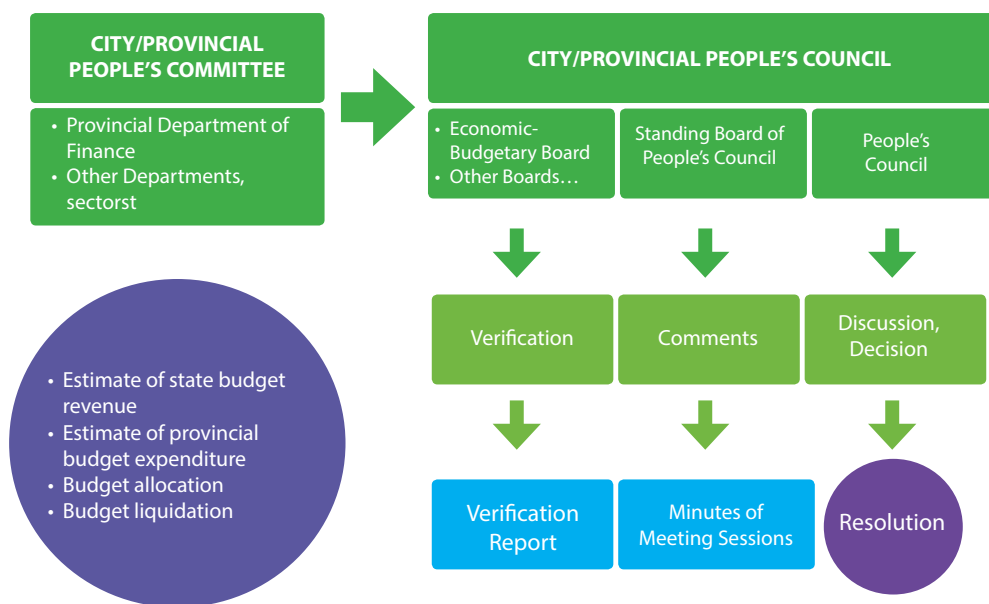 CITY/PROVINCIAL
PEOPLE’S COMMITTEE
• Provincial Department of
Finance
• Other Departments,
sectorst
CITY/PROVINCIAL PEOPLE’S COUNCIL
• Economic-
Budgetary Board
• Other Boards…
Standing Board of
People’s Council
People’s
Council
Verification
Comments
Discussion,
Decision
• Estimate of state budget
revenue
• Estimate of provincial
budget expenditure
• Budget allocation
• Budget liquidation
Verification
Report
Minutes of
Meeting Sessions
Resolution